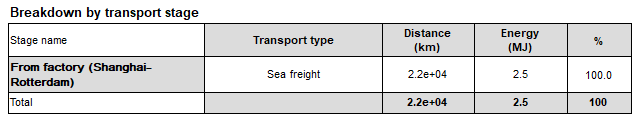 Breakdown by transport stage
Stage name Transport type Distance (km) Energy (MJ) %
From factory (Shanghai-Rotterdam) Sea freight 2.2e+04 2.5 100.0
Total 2.2e+04 2.5 100